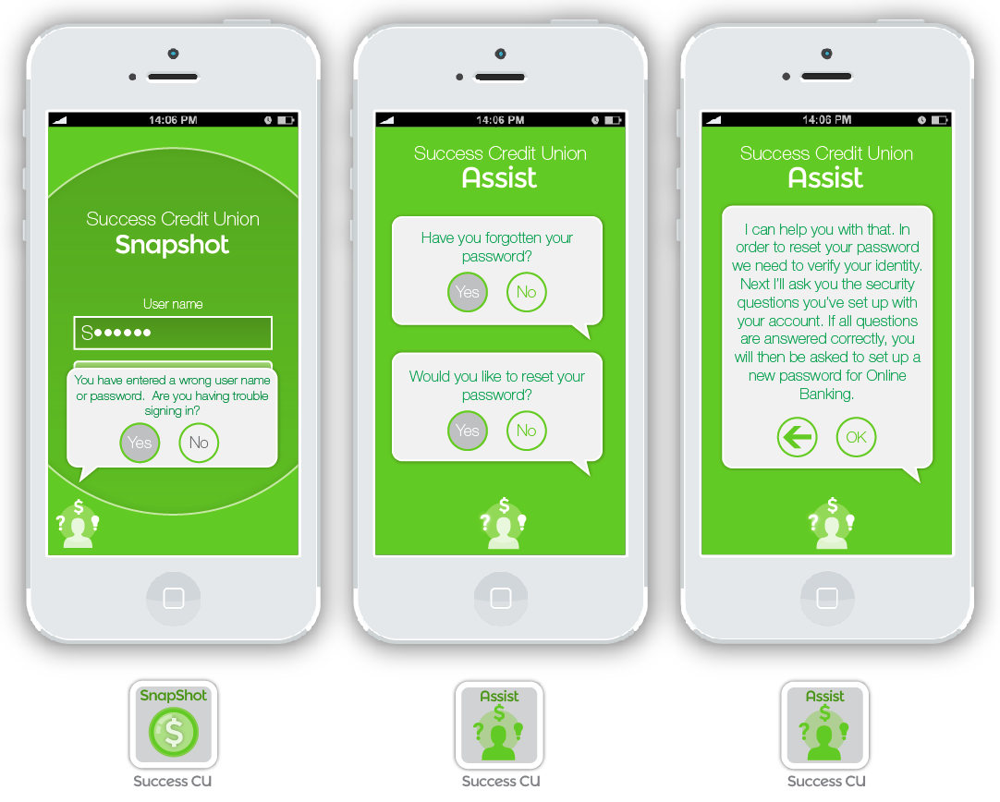 14:06 PM
Success Credit Union
Snapshot
User name
S••••••
You have entered a wrong user name
or password. Are you having trouble
signing in?
Yes No
$
? !
14:06 PM
Success Credit Union
Assist
Have you forgotten your
password?
Yes No
Would you like to reset your
password?
Yes No
$
? !
14:06 PM
Success Credit Union
Assist
I can help you with that. In
order to reset your password
we need to verify your identity.
Next I'll ask you the security
questions you've set up with
your account. If all questions
are answered correctly, you
will then be asked to set up a
new password for Online
Banking.
OK
$
? !
SnapShot
$
Success CU
Assist
$
? !
Success CU
Assist
$
? !
Success CU